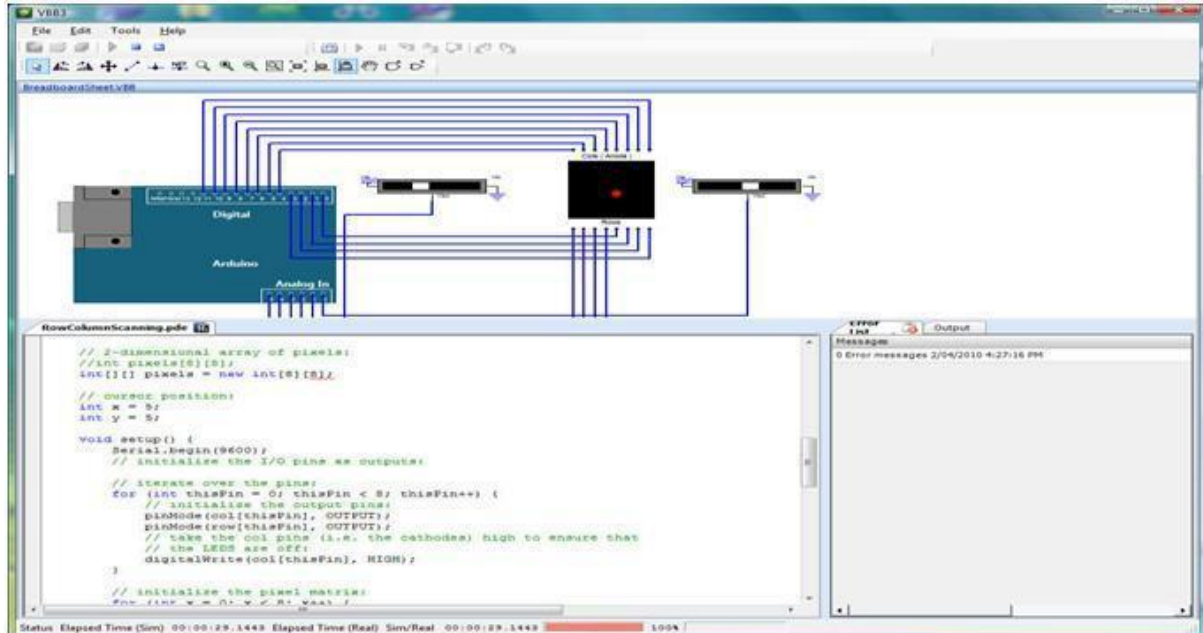 VBB3
File Edit Tools Help
BreadboardSheet.VBB
Cols ( Anode )
Digital
Rows
Arduino
Analog In
RowColumnScanning.pde
// 2-dimensional array of pixels:
//int pixels[8][8];
int[][] pixels = new int[8][8];
// cursor position:
int x = 5;
int y = 5;
void setup() {
Serial.begin(9600);
// initialize the I/O pins as outputs:
// iterate over the pins:
for (int thisPin = 0; thisPin < 8; thisPin++) {
// initialize the output pins:
pinMode(col[thisPin], OUTPUT);
pinMode(row[thisPin], OUTPUT);
// take the col pins (i.e. the cathodes) high to ensure that
// the LEDS are off:
digitalWrite(col[thisPin], HIGH);
}
// initialize the pixel matrix:
for (int x = 0; x < 8; x++) {
Error List Output
Messages
0 Error messages 2/04/2010 4:27:16 PM
Status Elapsed Time (Sim) 00:00:29.1443 Elapsed Time (Real) Sim/Real 00:00:29.1443 100%